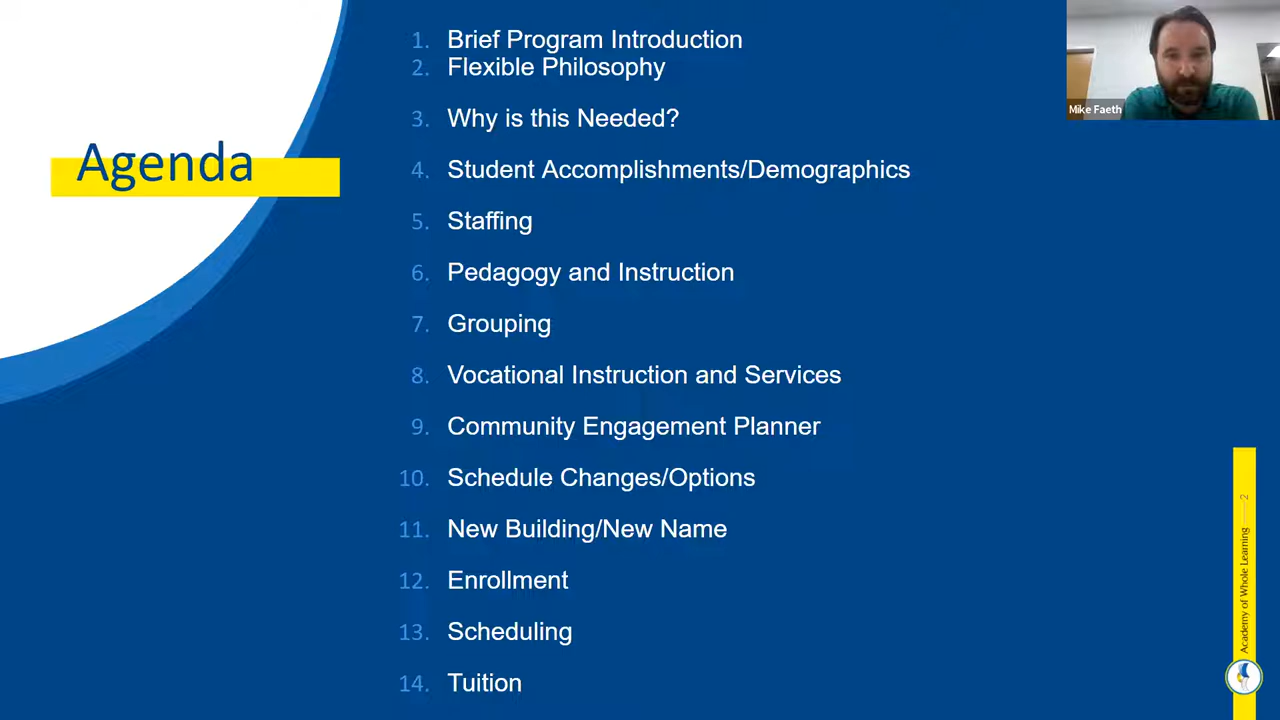 Agenda
1. Brief Program Introduction
2. Flexible Philosophy
3. Why is this Needed?
4. Student Accomplishments/Demographics
5. Staffing
6. Pedagogy and Instruction
7. Grouping
8. Vocational Instruction and Services
9. Community Engagement Planner
10. Schedule Changes/Options
11. New Building/New Name
12. Enrollment
13. Scheduling
14. Tuition
Mike Faeth
Academy of Whole Learning — 2